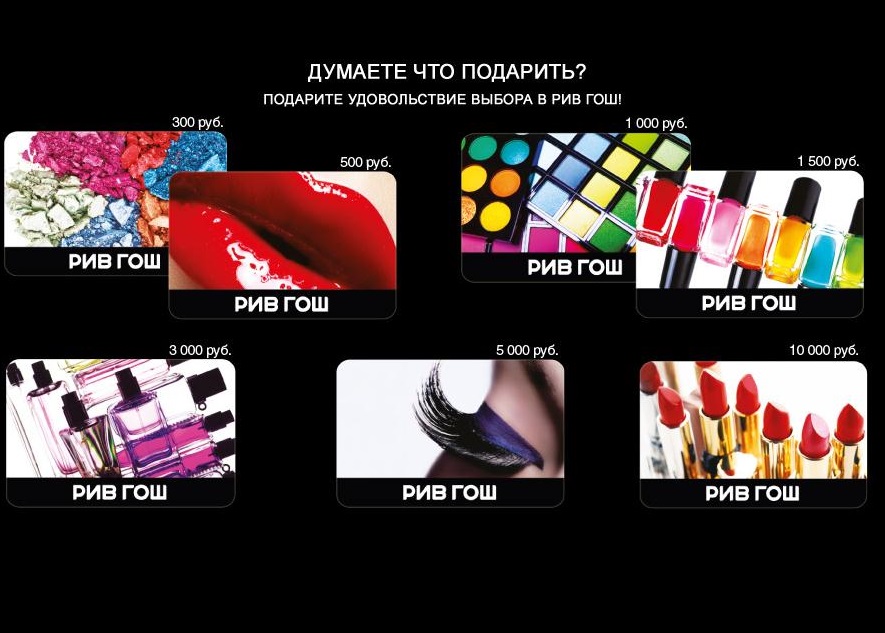 ДУМАЕТЕ ЧТО ПОДАРИТЬ?
ПОДАРИТЕ УДОВОЛЬСТВИЕ ВЫБОРА В РИВ ГОШ!
300 руб.
РИВ ГОШ
500 руб.
РИВ ГОШ
1 000 руб.
РИВ ГОШ
1 500 руб.
РИВ ГОШ
3 000 руб.
РИВ ГОШ
5 000 руб.
РИВ ГОШ
10 000 руб.
РИВ ГОШ